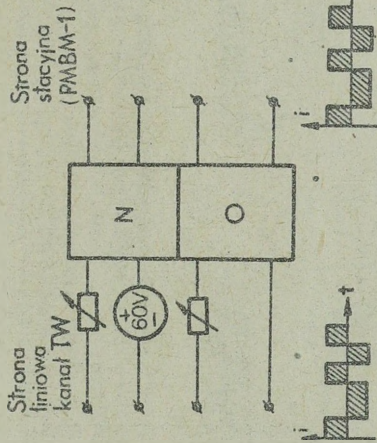 Strona
liniowa
kanał TW
Strona
stacyjna
(PMBM-1)
+
60V
−
N
O
i
t
i